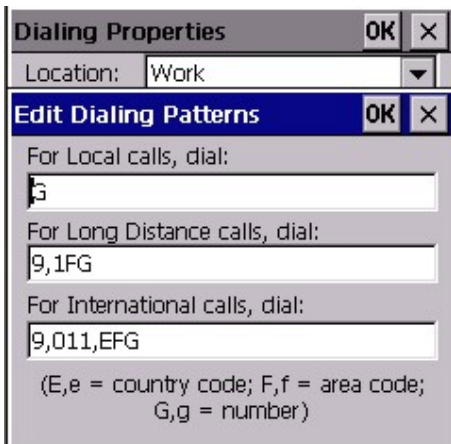 Dialing Properties OK ×
Location: Work
Edit Dialing Patterns OK ×
For Local calls, dial:
G
For Long Distance calls, dial:
9,1FG
For International calls, dial:
9,011,EFG
(E,e = country code; F,f = area code;
G,g = number)